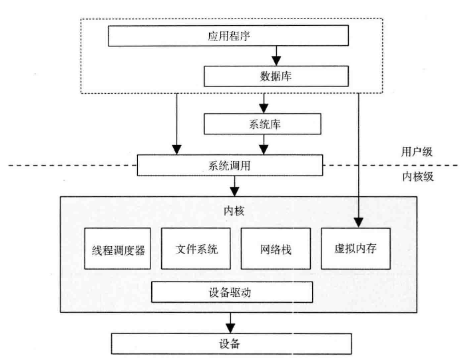 应用程序
数据库
系统库
用户级
系统调用
内核级
内核
线程调度器
文件系统
网络栈
虚拟内存
设备驱动
设备